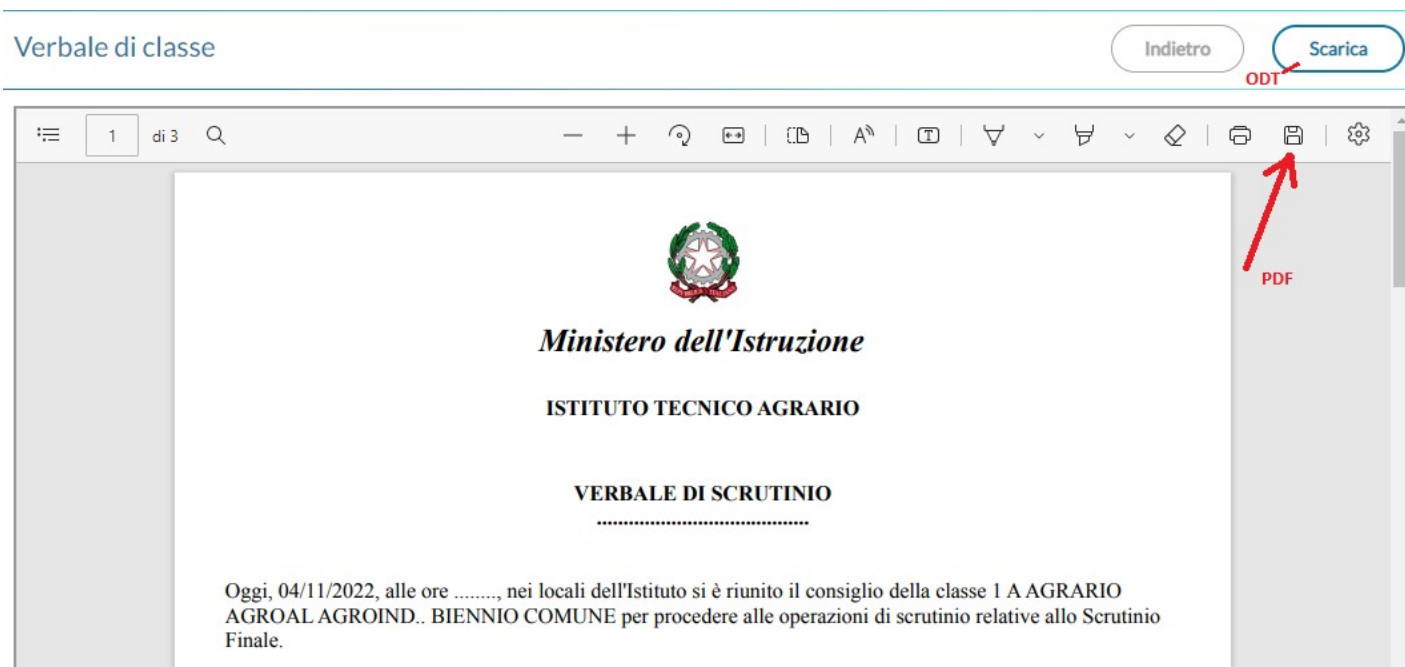 Verbale di classe
Indietro
Scarica
ODT
1 di 3
PDF
Ministero dell'Istruzione
ISTITUTO TECNICO AGRARIO
VERBALE DI SCRUTINIO
........................................
Oggi, 04/11/2022, alle ore ........, nei locali dell'Istituto si è riunito il consiglio della classe 1 A AGRARIO
AGROAL AGROIND.. BIENNIO COMUNE per procedere alle operazioni di scrutinio relative allo Scrutinio
Finale.